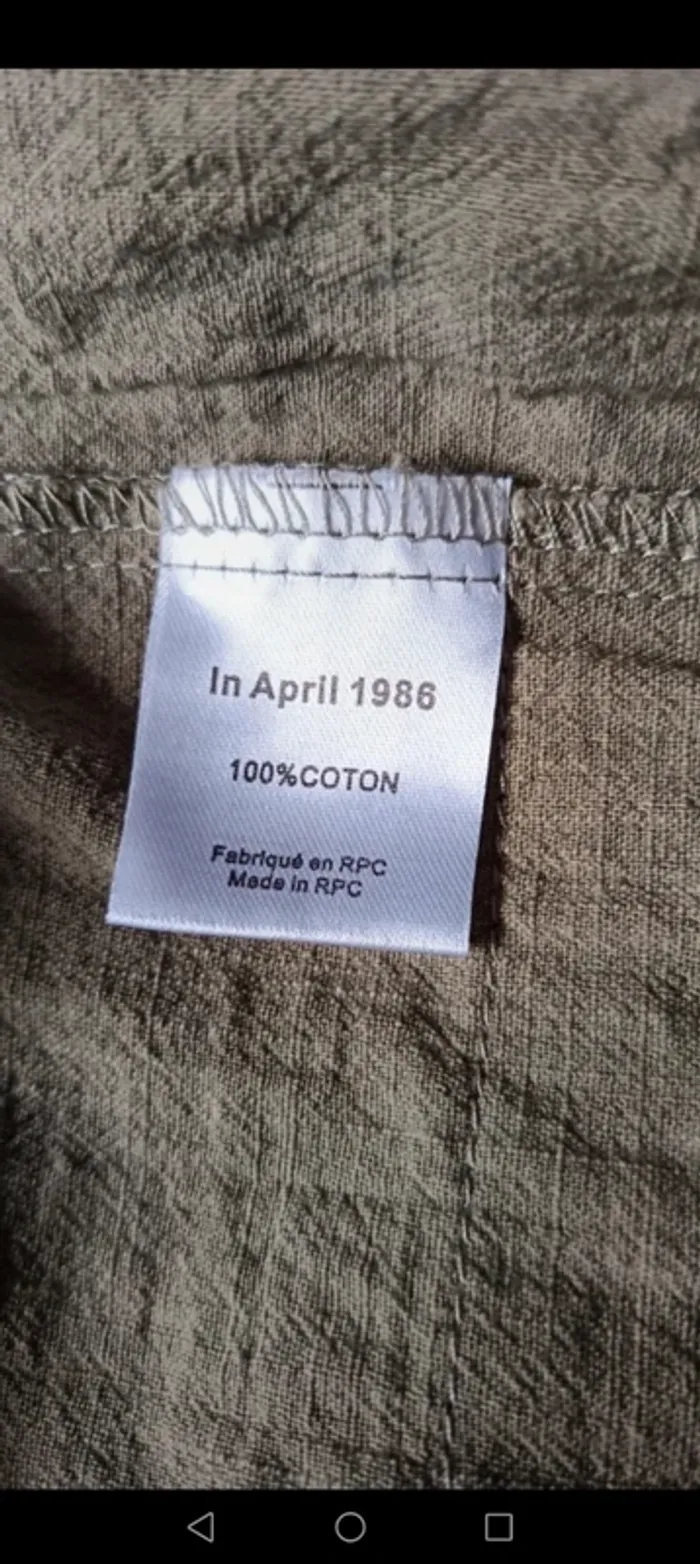 In April 1986
100%COTON
Fabriqué en RPC
Made in RPC